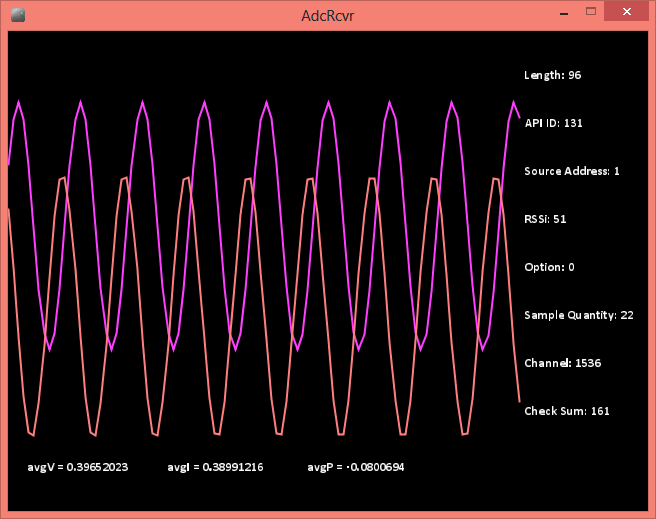 AdcRcvr
Length: 96
API ID: 131
Source Address: 1
RSSI: 51
Option: 0
Sample Quantity: 22
Channel: 1536
Check Sum: 161
avgV = 0.39652023 avgI = 0.38991216 avgP = -0.0800694